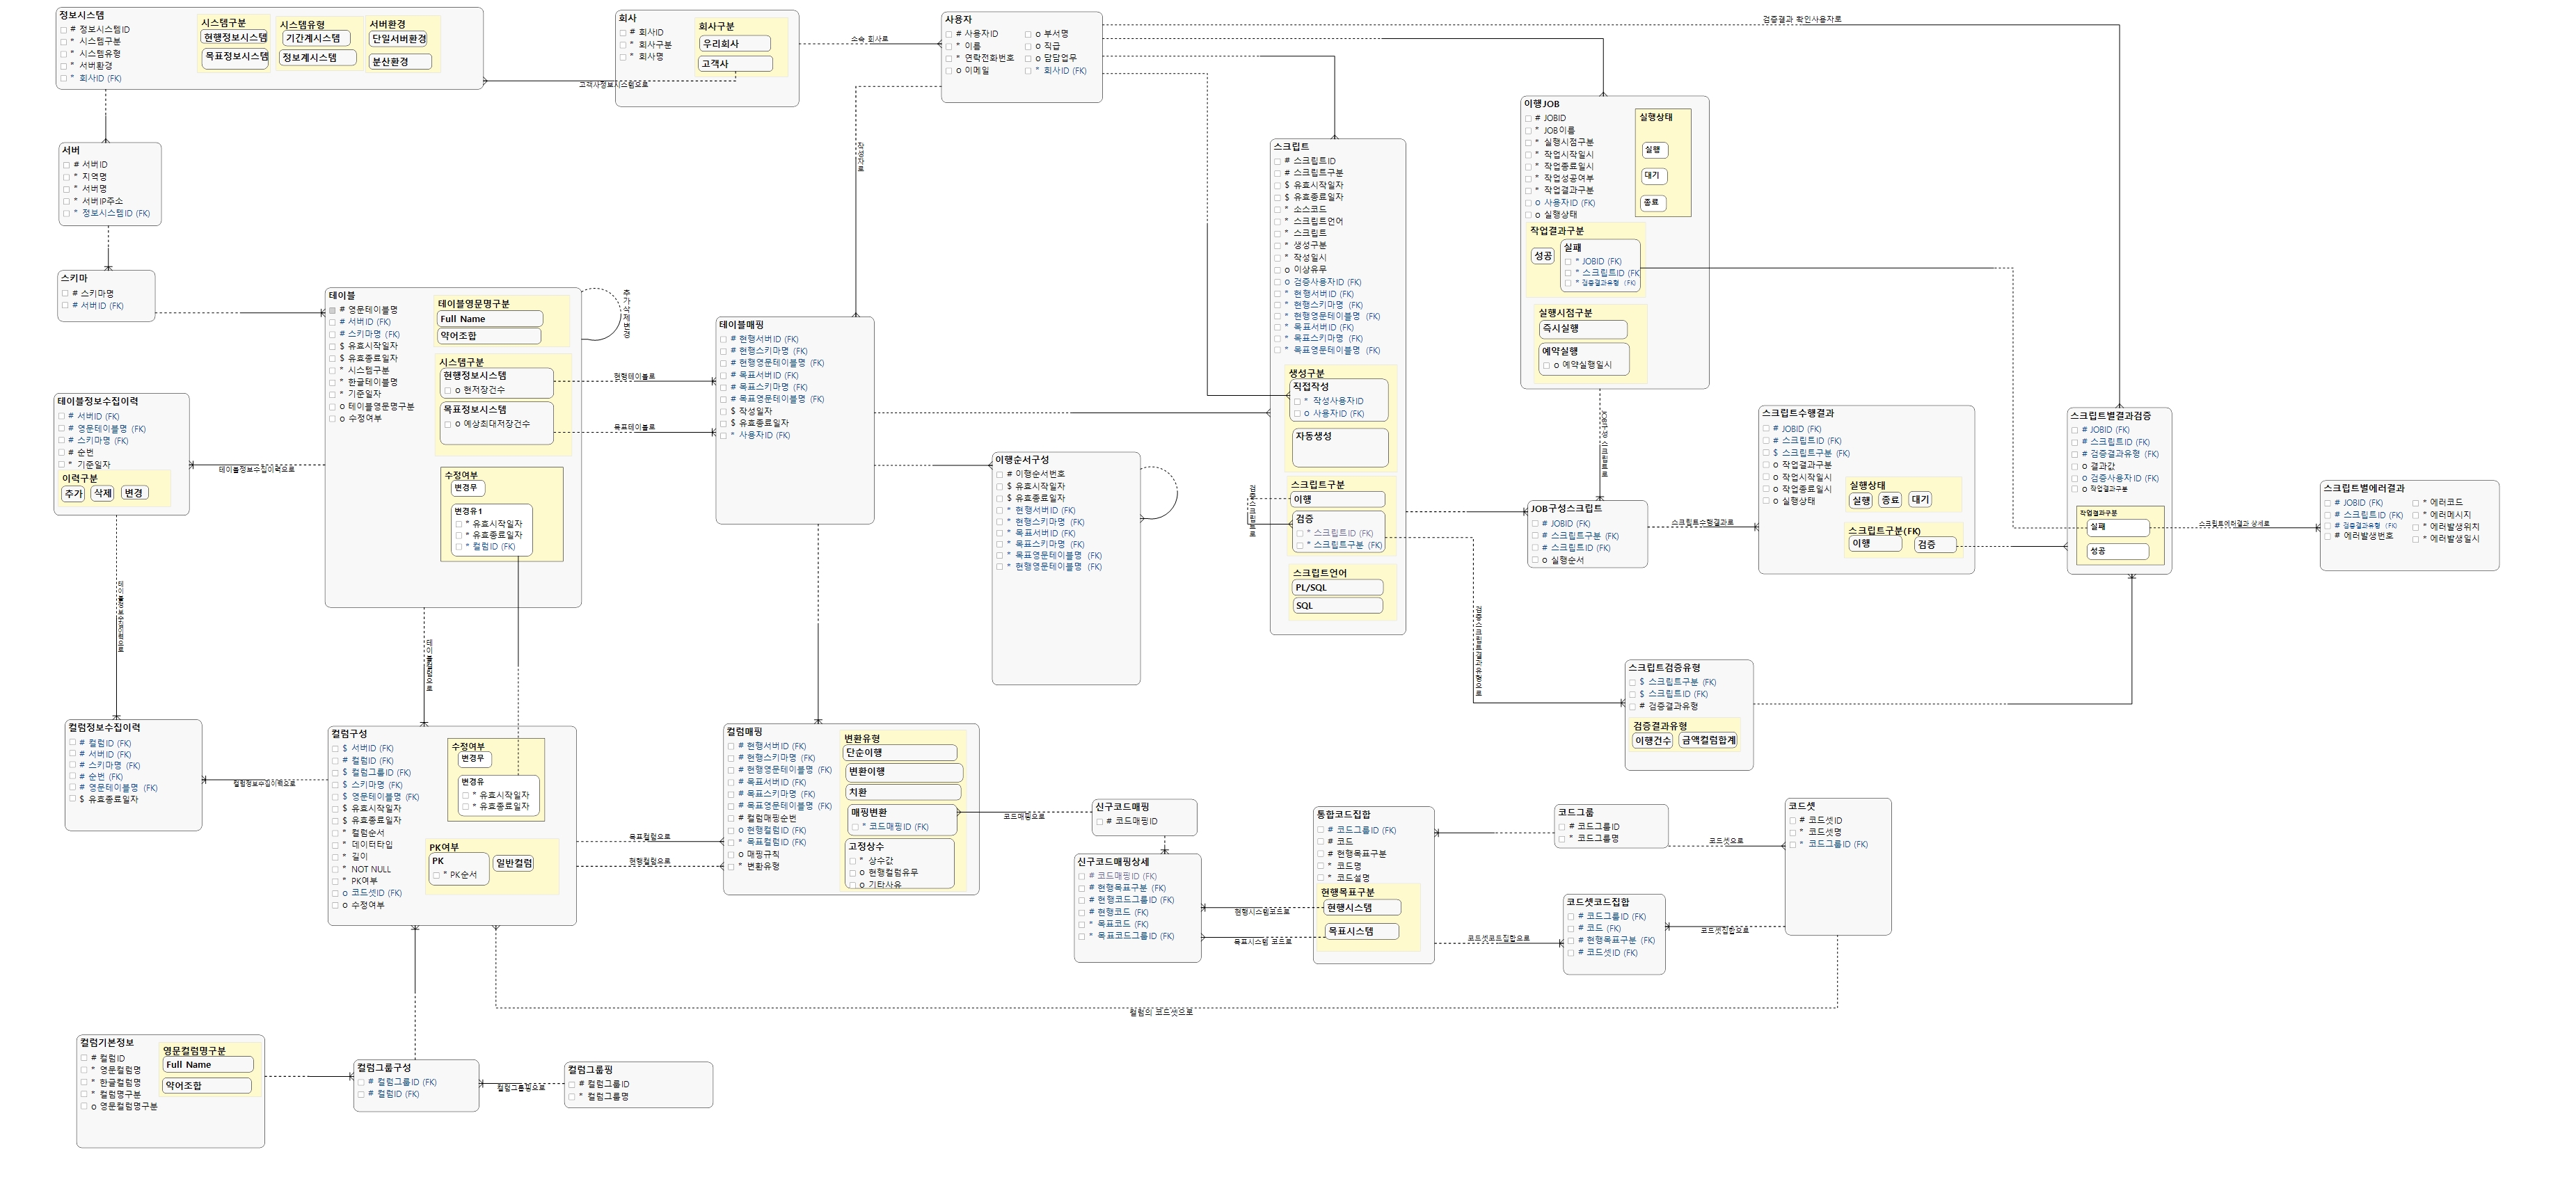 정보시스템
# 정보시스템ID
* 시스템구분
* 시스템유형
* 서버환경
* 회사ID (FK)
시스템구분
현행정보시스템
목표정보시스템
시스템유형
기간계시스템
정보계시스템
서버환경
단일서버환경
분산환경
고객사정보시스템으로
회사
# 회사ID
* 회사구분
* 회사명
회사구분
우리회사
고객사
소속 회사로
사용자
# 사용자ID
* 이름
* 연락전화번호
o 이메일
o 부서명
o 직급
o 담담업무
* 회사ID (FK)
검증결과 확인사용자로
작성자로
서버
# 서버ID
* 지역명
* 서버명
* 서버IP주소
* 정보시스템ID (FK)
스키마
# 스키마명
# 서버ID (FK)
테이블
# 영문테이블명
# 서버ID (FK)
# 스키마명 (FK)
$ 유효시작일자
$ 유효종료일자
* 시스템구분
* 한글테이블명
* 기준일자
o 테이블영문명구분
o 수정여부
테이블영문명구분
Full Name
약어조합
시스템구분
현행정보시스템
o 현저장건수
목표정보시스템
o 예상최대저장건수
수정여부
변경무
변경유1
* 유효시작일자
* 유효종료일자
* 컬럼ID (FK)
추가삭제변경
현행테이블로
목표테이블로
테이블정보수집이력
# 서버ID (FK)
# 영문테이블명 (FK)
# 스키마명 (FK)
# 순번
* 기준일자
이력구분
추가
삭제
변경
테이블정보수집이력으로
테이블정보수집이력으로
테이블컬럼으로
테이블매핑
# 현행서버ID (FK)
# 현행스키마명 (FK)
# 현행영문테이블명 (FK)
# 목표서버ID (FK)
# 목표스키마명 (FK)
# 목표영문테이블명 (FK)
$ 작성일자
$ 유효종료일자
* 사용자ID (FK)
이행순서구성
# 이행순서번호
$ 유효시작일자
$ 유효종료일자
* 현행서버ID (FK)
* 현행스키마명 (FK)
* 목표서버ID (FK)
* 목표스키마명 (FK)
* 목표영문테이블명 (FK)
* 현행영문테이블명 (FK)
스크립트
# 스크립트ID
# 스크립트구분
$ 유효시작일자
$ 유효종료일자
* 소스코드
* 스크립트언어
* 스크립트
* 생성구분
* 작성일시
o 이상유무
o 검증사용자ID (FK)
* 현행서버ID (FK)
* 현행스키마명 (FK)
* 현행영문테이블명 (FK)
* 목표서버ID (FK)
* 목표스키마명 (FK)
* 목표영문테이블명 (FK)
생성구분
직접작성
* 작성사용자ID
o 사용자ID (FK)
자동생성
스크립트구분
이행
검증
* 스크립트ID (FK)
* 스크립트구분 (FK)
스크립트언어
PL/SQL
SQL
검증스크립트로
검증스크립트결과유형으로
이행JOB
# JOBID
* JOB이름
* 실행시점구분
* 작업시작일시
* 작업종료일시
* 작업성공여부
* 작업결과구분
o 사용자ID (FK)
o 실행상태
실행상태
실행
대기
종료
작업결과구분
성공
실패
* JOBID (FK)
* 스크립트ID (FK
* 검증결과유형 (FK)
실행시점구분
즉시실행
예약실행
o 예약실행일시
JOB구성 스크립트로
JOB구성스크립트
# JOBID (FK)
# 스크립트구분 (FK)
# 스크립트ID (FK)
o 실행순서
스크립트수행결과로
스크립트수행결과
# JOBID (FK)
# 스크립트ID (FK)
$ 스크립트구분 (FK)
o 작업결과구분
o 작업시작일시
o 작업종료일시
o 실행상태
실행상태
실행
종료
대기
스크립트구분(FK)
이행
검증
스크립트별결과검증
# JOBID (FK)
# 스크립트ID (FK)
# 검증결과유형 (FK)
o 결과값
o 검증사용자ID (FK)
o 작업결과구분
작업결과구분
실패
성공
스크립트에러결과 상세로
스크립트별에러결과
# JOBID (FK)
# 스크립트ID (FK)
# 검증결과유형 (FK)
# 에러발생번호
* 에러코드
* 에러메시지
* 에러발생위치
* 에러발생일시
스크립트검증유형
$ 스크립트구분 (FK)
$ 스크립트ID (FK)
# 검증결과유형
검증결과유형
이행건수
금액컬럼합계
컬럼정보수집이력
# 컬럼ID (FK)
# 서버ID (FK)
# 스키마명 (FK)
# 순번 (FK)
# 영문테이블명 (FK)
$ 유효종료일자
컬럼정보수집이력으로
컬럼구성
$ 서버ID (FK)
# 컬럼ID (FK)
$ 컬럼그룹ID (FK)
$ 스키마명 (FK)
$ 영문테이블명 (FK)
$ 유효시작일자
$ 유효종료일자
* 컬럼순서
* 데이터타입
* 길이
* NOT NULL
* PK여부
o 코드셋ID (FK)
o 수정여부
수정여부
변경무
변경유
* 유효시작일자
* 유효종료일자
PK여부
PK
* PK순서
일반컬럼
목표컬럼으로
현행컬럼으로
컬럼매핑
# 현행서버ID (FK)
# 현행스키마명 (FK)
# 현행영문테이블명 (FK)
# 목표서버ID (FK)
# 목표스키마명 (FK)
# 목표영문테이블명 (FK)
# 컬럼매핑순번
o 현행컬럼ID (FK)
* 목표컬럼ID (FK)
o 매핑규칙
* 변환유형
변환유형
단순이행
변환이행
치환
매핑변환
* 코드매핑ID (FK)
고정상수
* 상수값
o 현행컬럼유무
o 기타사유
코드매핑으로
신구코드매핑
# 코드매핑ID
신구코드매핑상세
# 코드매핑ID (FK)
# 현행목표구분 (FK)
# 현행코드그룹ID (FK)
# 현행코드 (FK)
* 목표코드 (FK)
* 목표코드그룹ID (FK)
현행시스템코드로
목표시스템 코드로
통합코드집합
# 코드그룹ID (FK)
# 코드
# 현행목표구분
* 코드명
* 코드설명
현행목표구분
현행시스템
목표시스템
코드그룹
# 코드그룹ID
* 코드그룹명
코드셋으로
코드셋
# 코드셋ID
* 코드셋명
* 코드그룹ID (FK)
코드셋코드집합으로
코드셋코드집합
# 코드그룹ID (FK)
# 코드 (FK)
# 현행목표구분 (FK)
# 코드셋ID (FK)
코드셋집합으로
컬럼의 코드셋으로
컬럼기본정보
# 컬럼ID
* 영문컬럼명
* 한글컬럼명
* 컬럼명구분
o 영문컬럼명구분
영문컬럼명구분
Full Name
약어조합
컬럼그룹구성
# 컬럼그룹ID (FK)
# 컬럼ID (FK)
컬럼그룹핑으로
컬럼그룹핑
# 컬럼그룹ID
* 컬럼그룹명